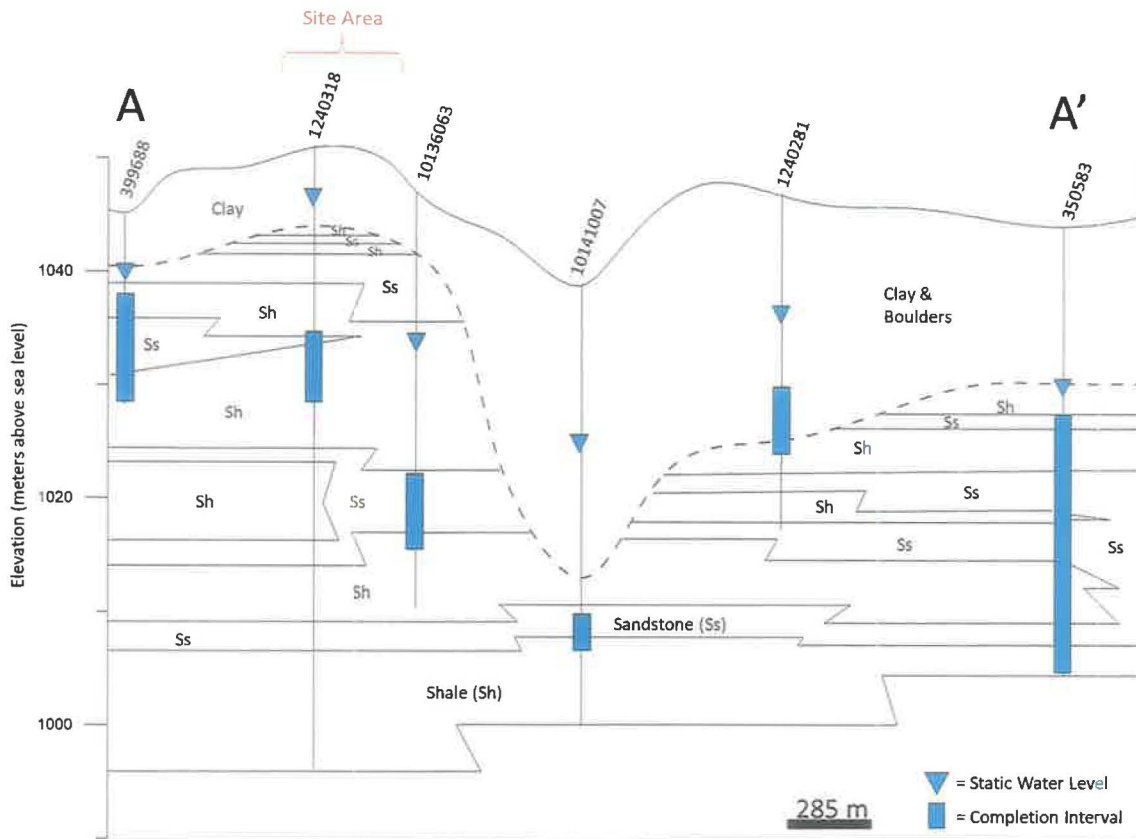 Site Area
A
A'
399688
1240318
10136063
10141007
1240281
350583
Clay
Sh
Ss
Sh
1040
Ss
Sh
Clay &
Boulders
Ss
Sh
Sh
Ss
Sh
Elevation (meters above sea level)
1020
Sh
Ss
Ss
Sh
Ss
Ss
Sh
Sandstone (Ss)
Ss
Shale (Sh)
1000
= Static Water Level
285 m
= Completion Interval